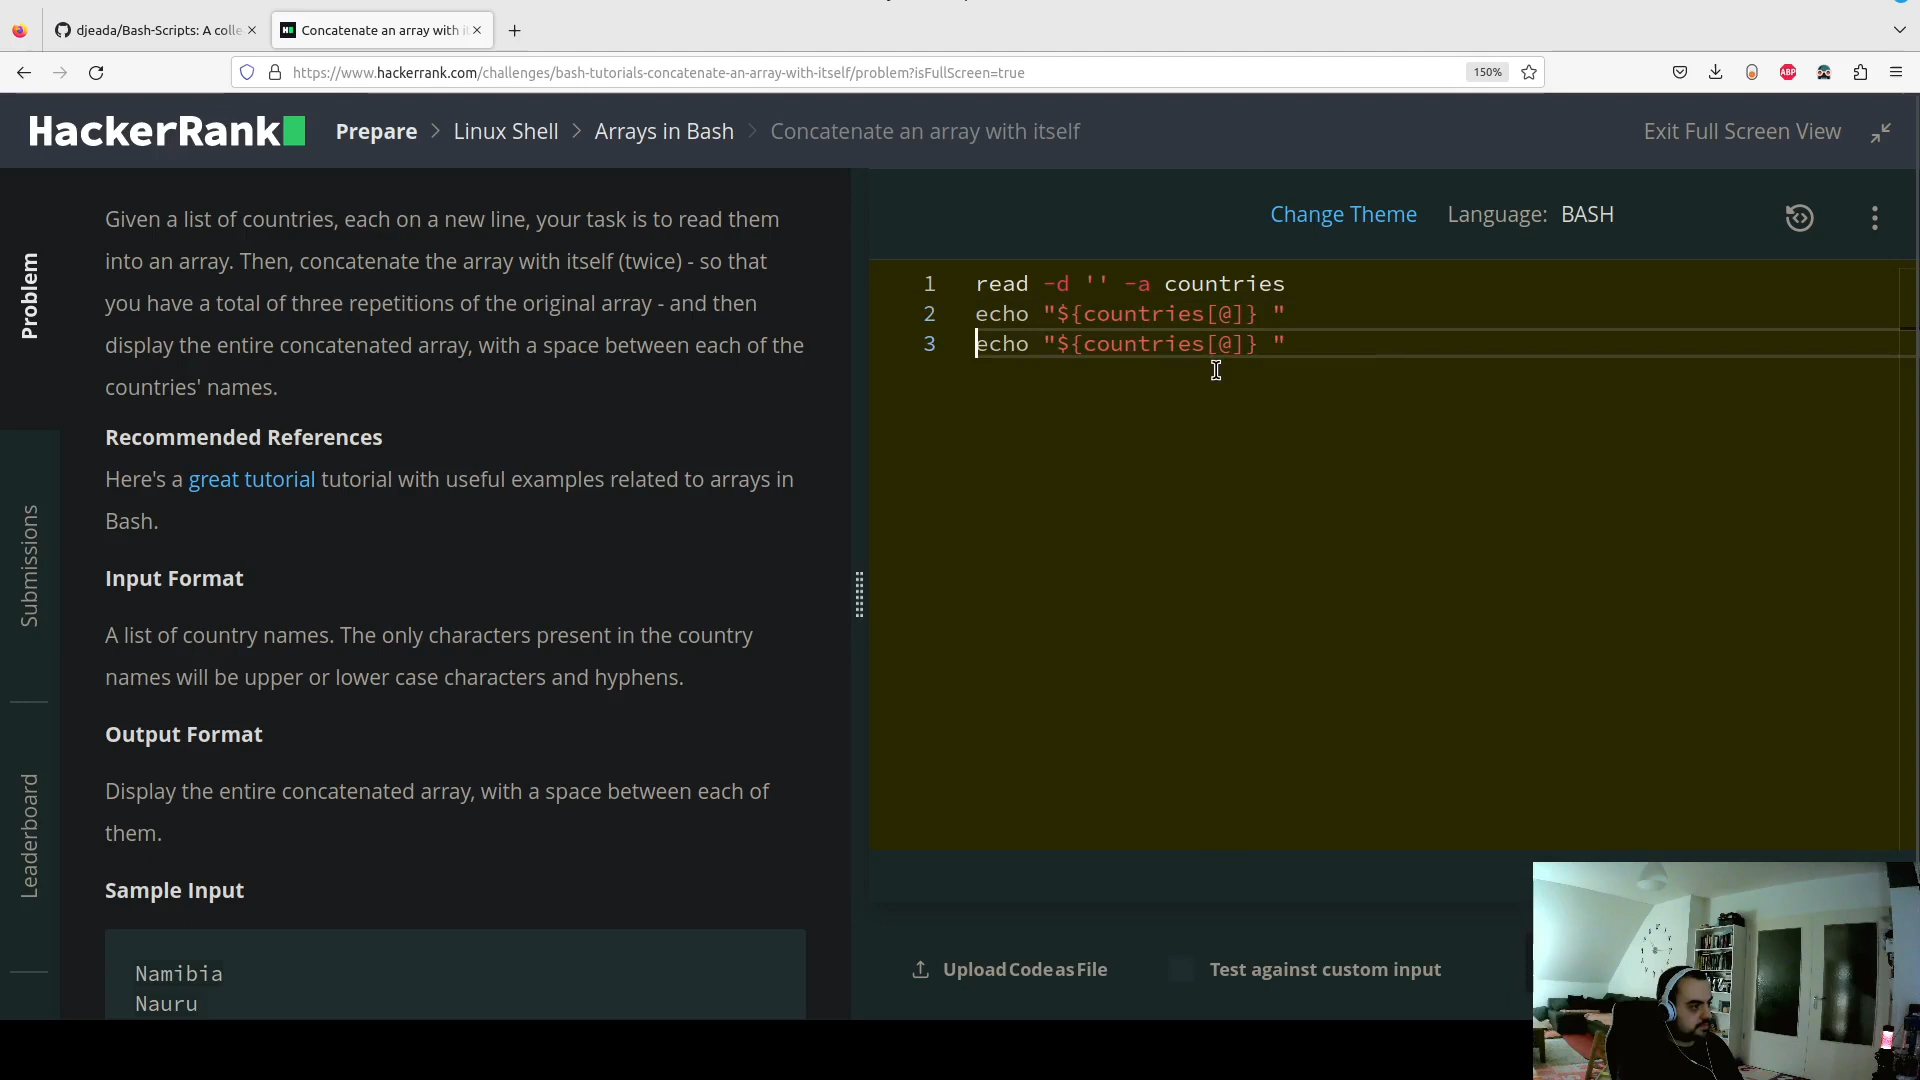 djeada/Bash-Scripts: A colle
Concatenate an array with it
https://www.hackerrank.com/challenges/bash-tutorials-concatenate-an-array-with-itself/problem?isFullScreen=true
150%
ABP
HackerRank
Prepare > Linux Shell > Arrays in Bash > Concatenate an array with itself
Exit Full Screen View
Problem
Submissions
Leaderboard
Given a list of countries, each on a new line, your task is to read them
into an array. Then, concatenate the array with itself (twice) - so that
you have a total of three repetitions of the original array - and then
display the entire concatenated array, with a space between each of the
countries' names.
Recommended References
Here's a great tutorial tutorial with useful examples related to arrays in
Bash.
Input Format
A list of country names. The only characters present in the country
names will be upper or lower case characters and hyphens.
Output Format
Display the entire concatenated array, with a space between each of
them.
Sample Input
Namibia
Nauru
Change Theme
Language: BASH
1 read -d '' -a countries
2 echo "${countries[@]} "
3 echo "${countries[@]} "
Upload Code as File
Test against custom input